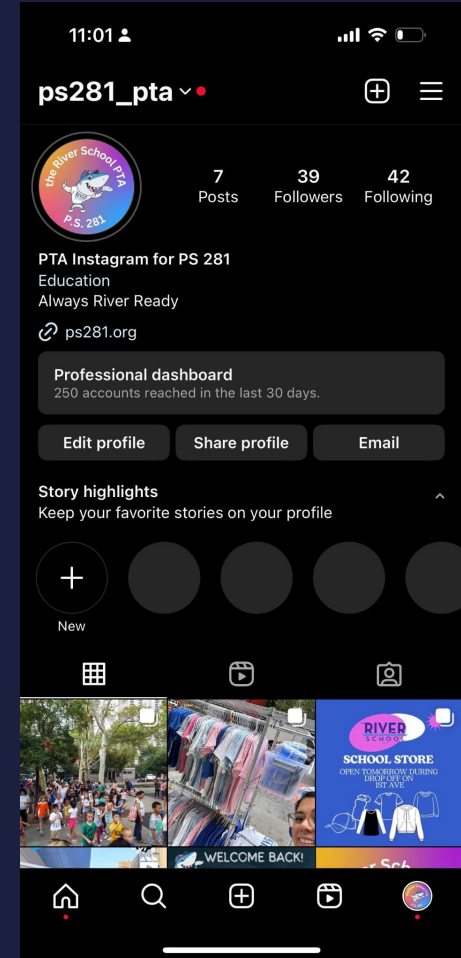 11:01
ps281_pta
the River School PTA
P.S. 281
7
Posts
39
Followers
42
Following
PTA Instagram for PS 281
Education
Always River Ready
ps281.org
Professional dashboard
250 accounts reached in the last 30 days.
Edit profile
Share profile
Email
Story highlights
Keep your favorite stories on your profile
New
RIVER
SCHOOL
SCHOOL STORE
OPEN TOMORROW DURING
DROP OFF ON
1ST AVE
WELCOME BACK!